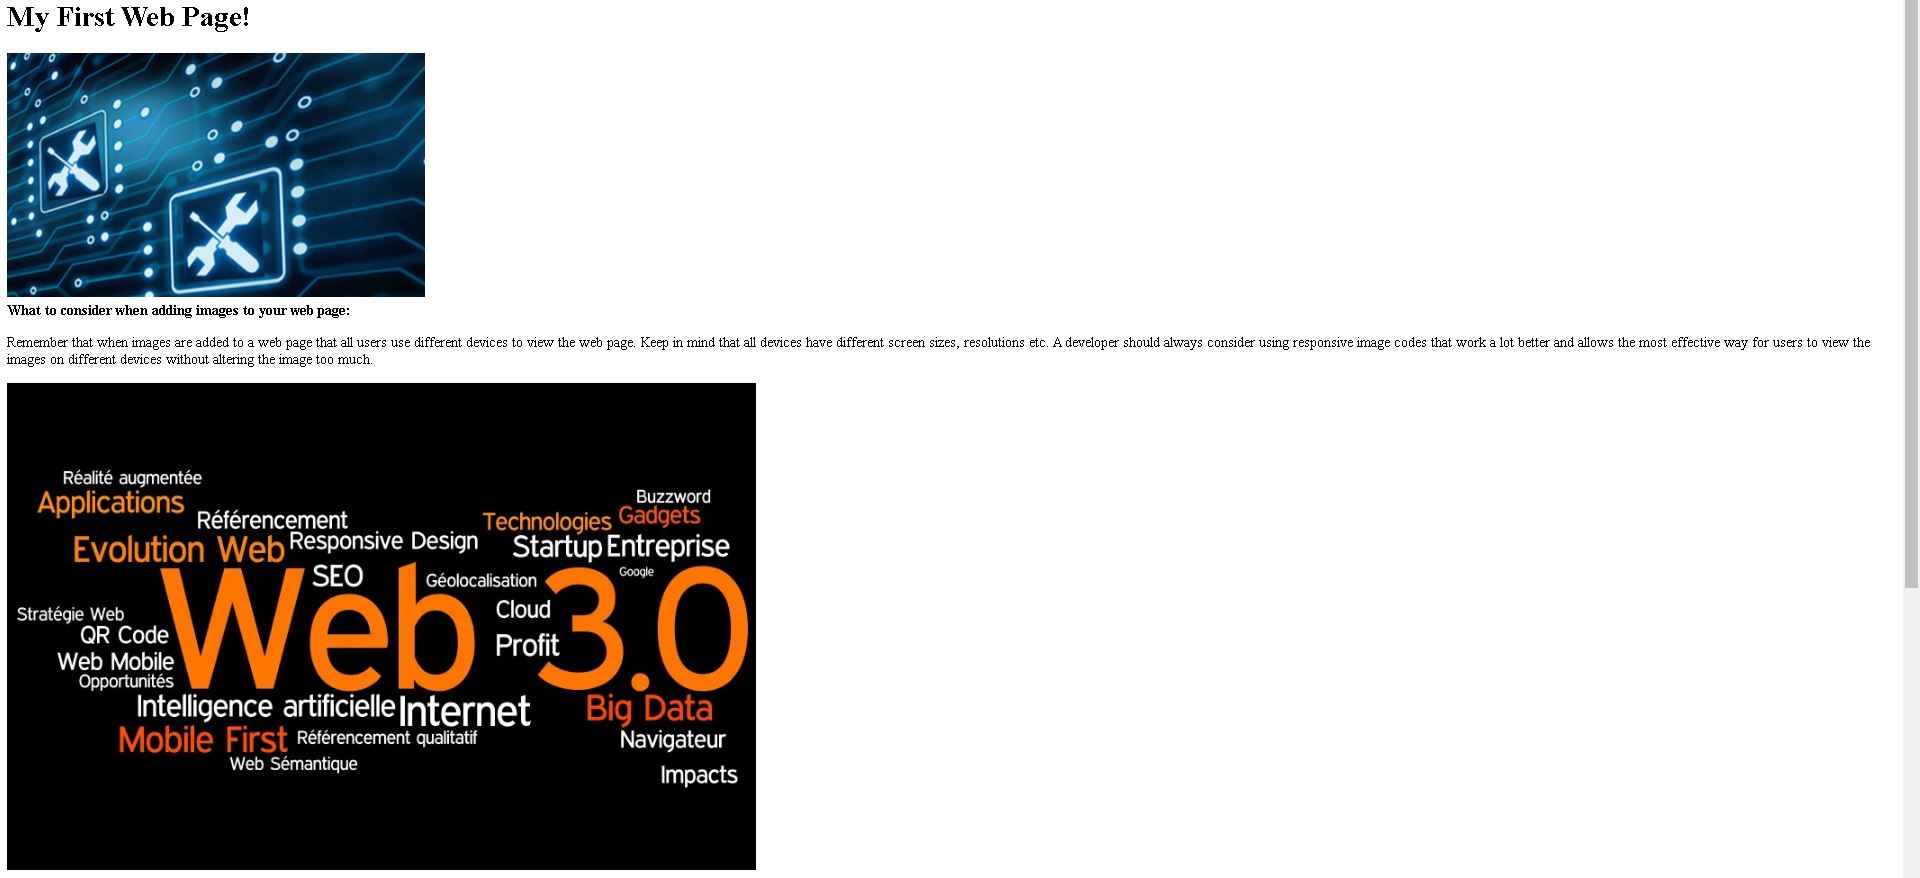 My First Web Page!
What to consider when adding images to your web page:
Remember that when images are added to a web page that all users use different devices to view the web page. Keep in mind that all devices have different screen sizes, resolutions etc. A developer should always consider using responsive image codes that work a lot better and allows the most effective way for users to view the
images on different devices without altering the image too much.
Réalité augmentée
Applications
Buzzword
Référencement
Technologies
Gadgets
Evolution Web
Responsive Design
Startup
Entreprise
SEO
Géolocalisation
Google
Web 3.0
Cloud
Stratégie Web
QR Code
Profit
Web Mobile
Opportunités
Intelligence artificielle
Internet
Big Data
Mobile First
Référencement qualitatif
Navigateur
Web Sémantique
Impacts